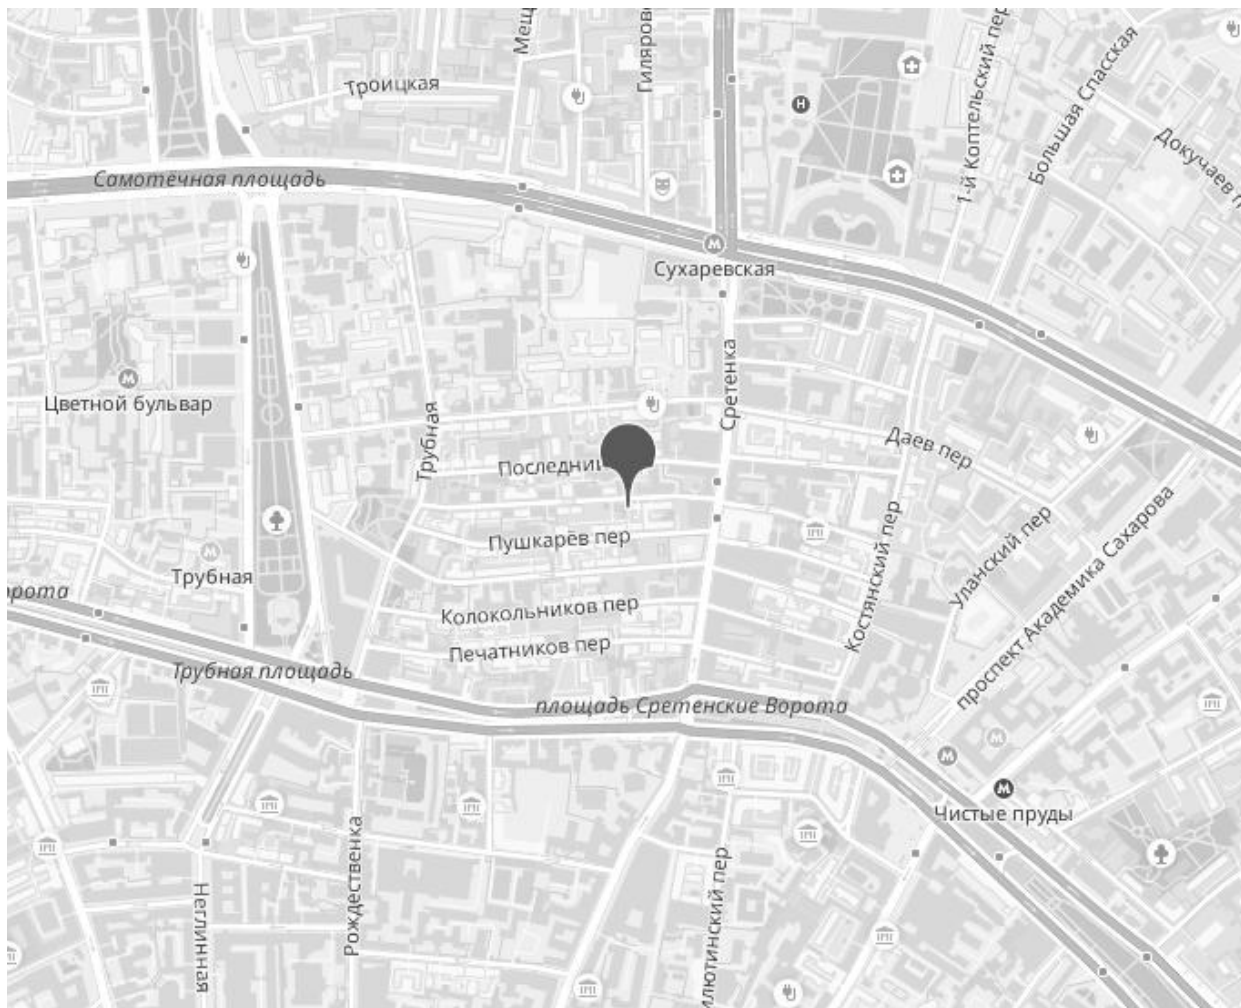 Мещ
Гиляров
Троицкая
1-й Коптельский пер
Большая Спасская
Докучаев п
Самотёчная площадь
М
Н
Сухаревская
Сретенка
М
Цветной бульвар
Трубная
Даев пер
Последний
Пушкарёв пер
М
Трубная
орота
Колокольников пер
Печатников пер
Костянский пер
Уланский пер
проспект Академика Сахарова
Трубная площадь
площадь Сретенские Ворота
М
М
М
Чистые пруды
Рождественка
Неглинная
илютинский пер